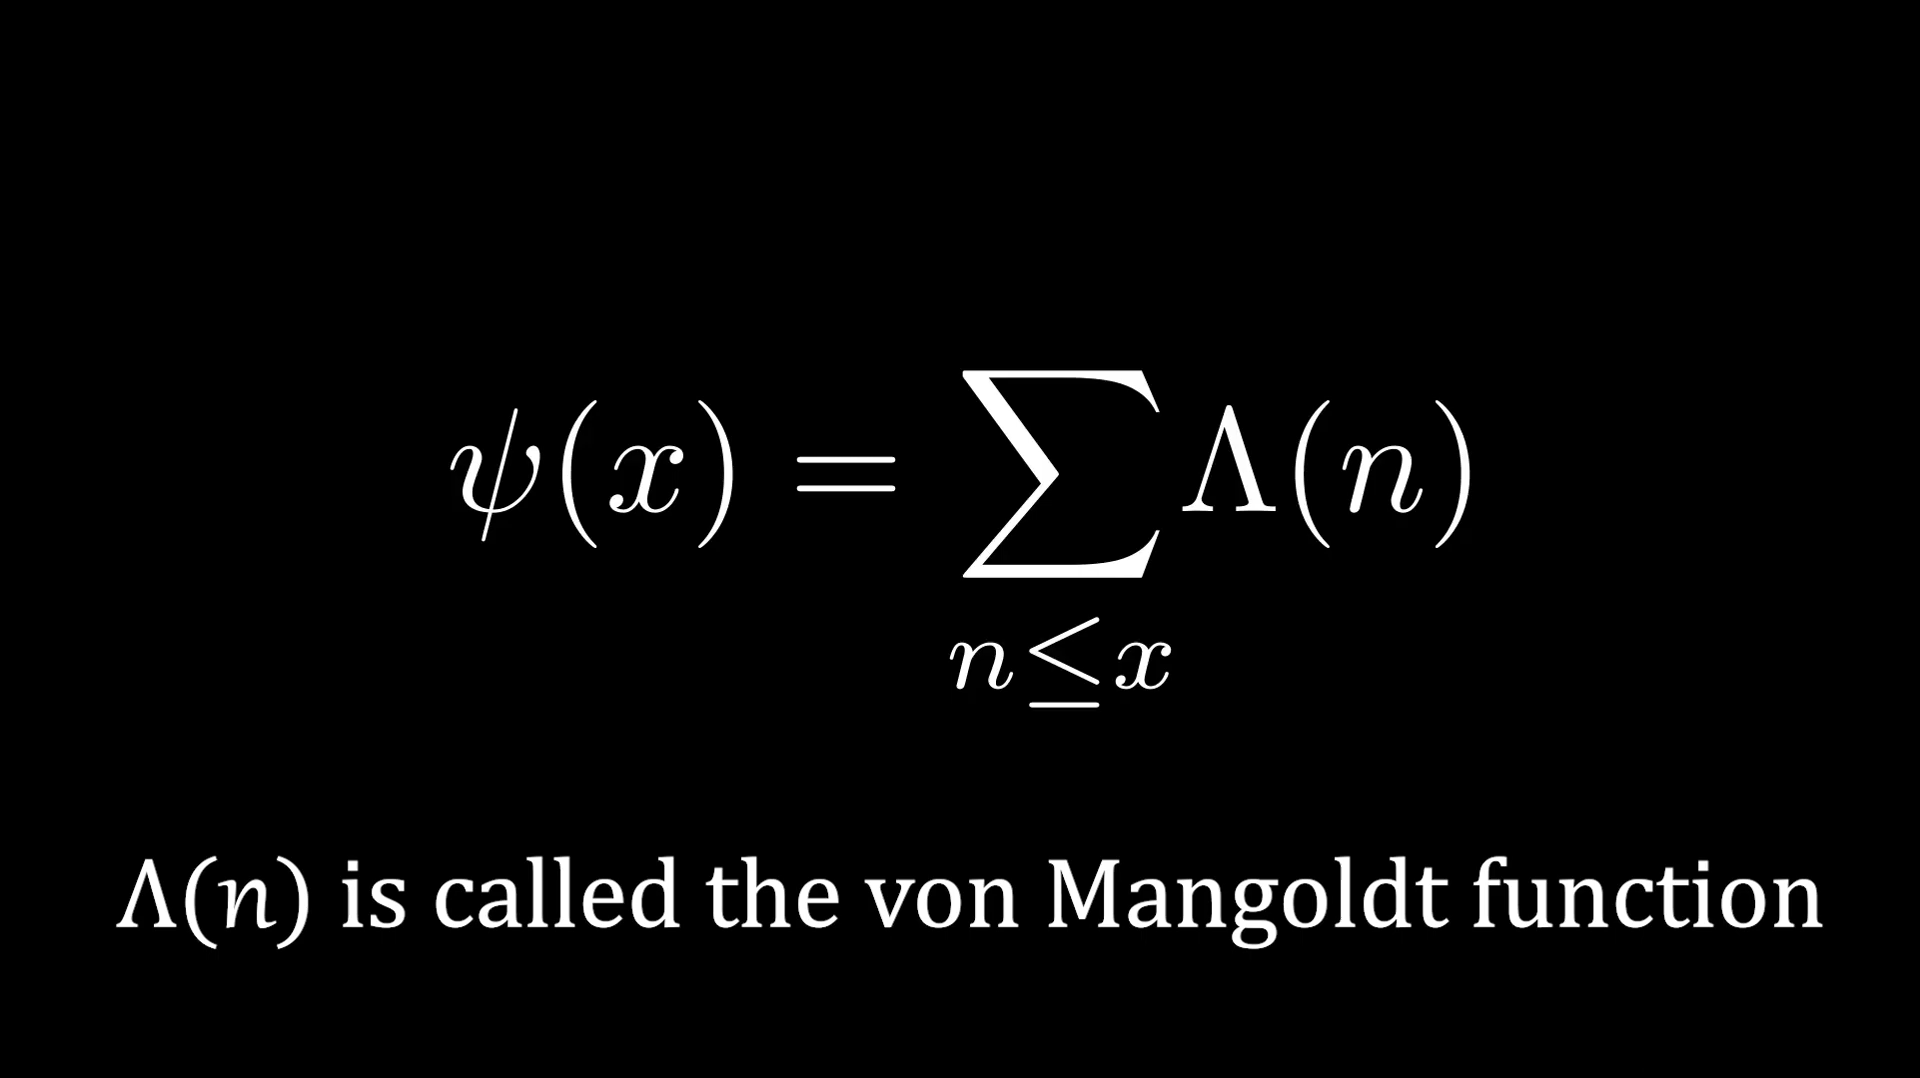 ψ(x) = ∑ Λ(n)
n≤x
Λ(n) is called the von Mangoldt function